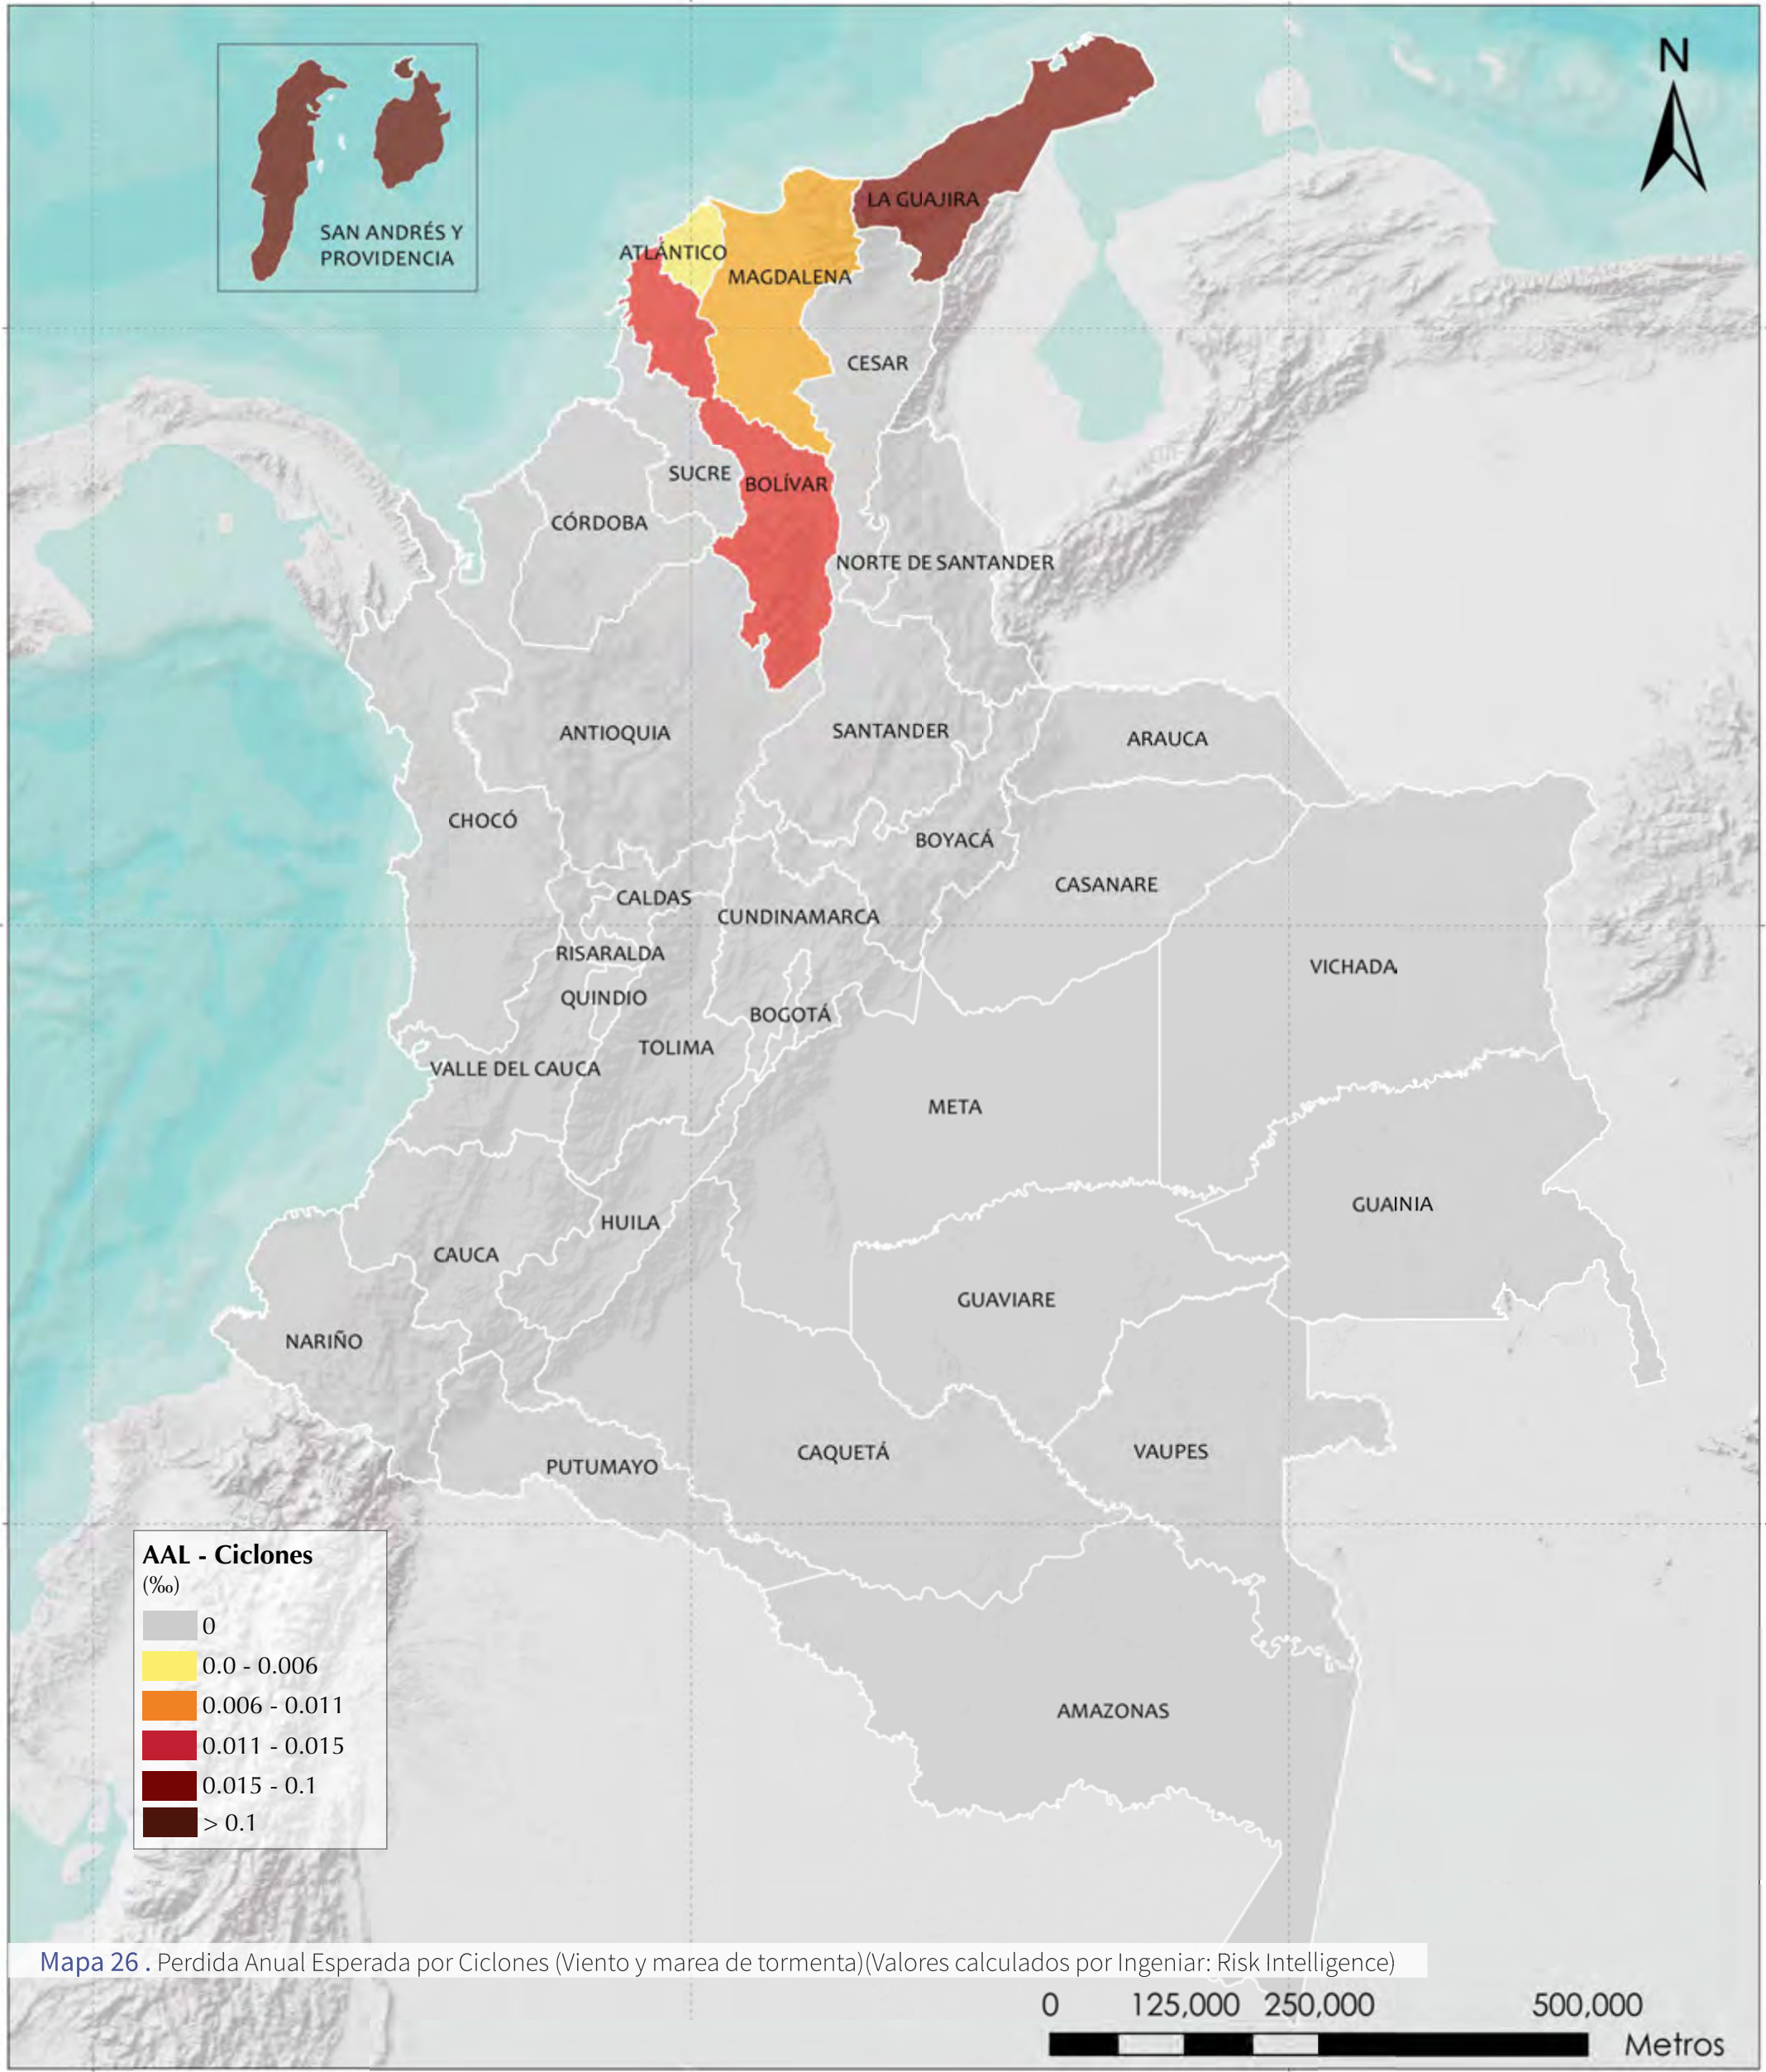 N
SAN ANDRÉS Y
PROVIDENCIA
LA GUAJIRA
ATLÁNTICO
MAGDALENA
CESAR
SUCRE
BOLÍVAR
CÓRDOBA
NORTE DE SANTANDER
ANTIOQUIA
SANTANDER
ARAUCA
CHOCÓ
BOYACÁ
CASANARE
CALDAS
CUNDINAMARCA
RISARALDA
VICHADA
QUINDIO
BOGOTÁ
TOLIMA
VALLE DEL CAUCA
META
GUAINIA
HUILA
CAUCA
GUAVIARE
NARIÑO
CAQUETÁ
VAUPES
PUTUMAYO
AMAZONAS
AAL - Ciclones
(‰)
0
0.0 - 0.006
0.006 - 0.011
0.011 - 0.015
0.015 - 0.1
> 0.1
Mapa 26 . Perdida Anual Esperada por Ciclones (Viento y marea de tormenta)(Valores calculados por Ingeniar: Risk Intelligence)
0 125,000 250,000 500,000
Metros